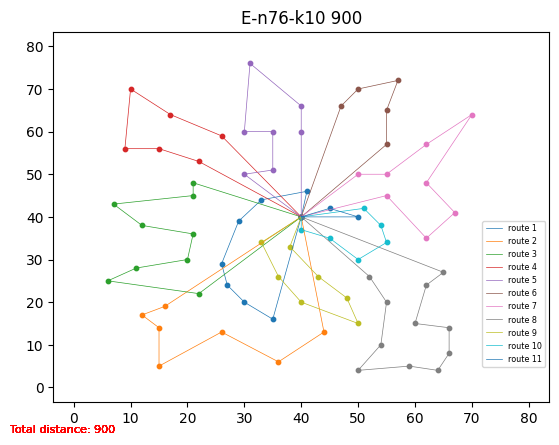 E-n76-k10 900
80
70
60
50
40
30
20
10
0
0 10 20 30 40 50 60 70 80
route 1
route 2
route 3
route 4
route 5
route 6
route 7
route 8
route 9
route 10
route 11
Total distance: 900